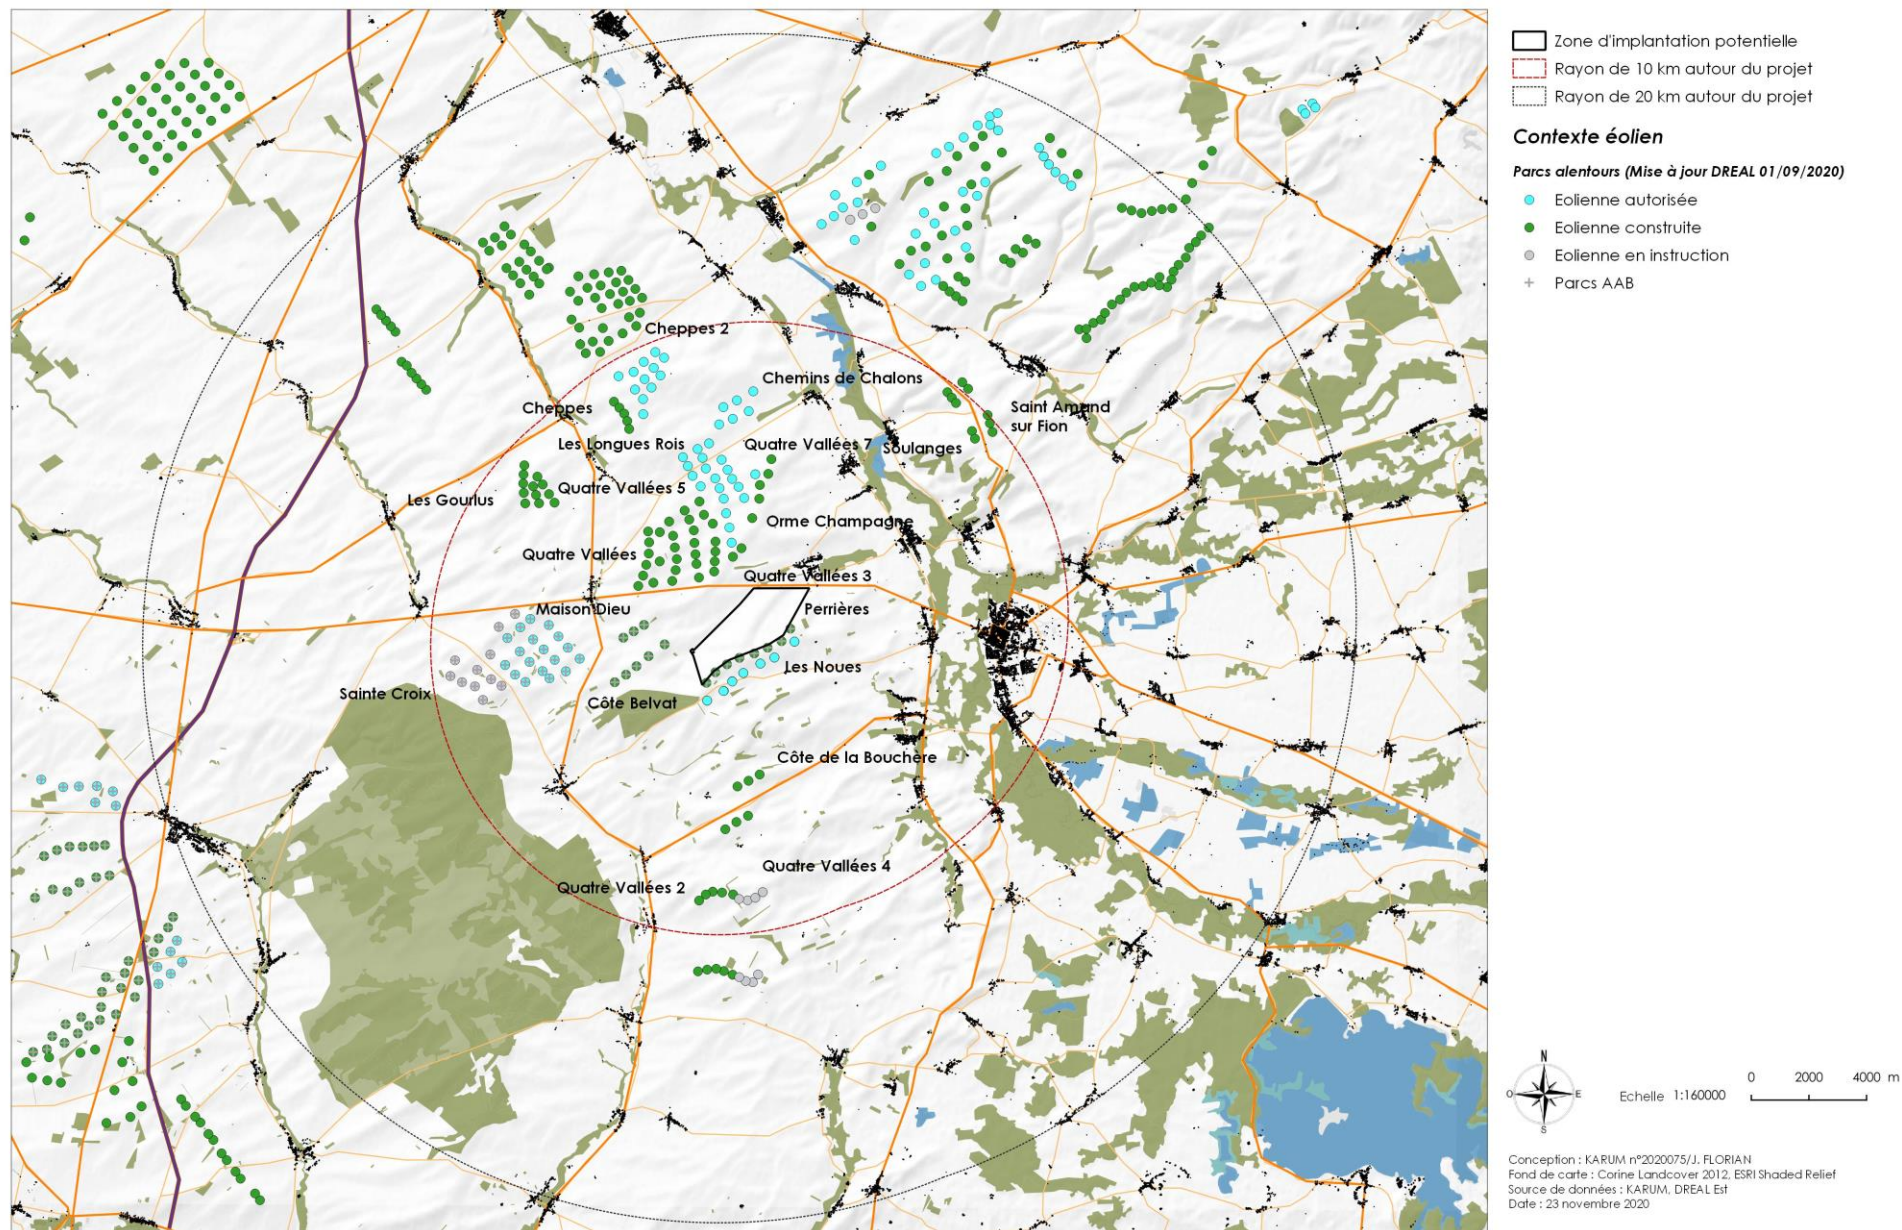 Zone d'implantation potentielle
Rayon de 10 km autour du projet
Rayon de 20 km autour du projet
Contexte éolien
Parcs alentours (Mise à jour DREAL 01/09/2020)
Eolienne autorisée
Eolienne construite
Eolienne en instruction
Parcs AAB
Cheppes 2
Chemins de Chalons
Cheppes
Saint Amand
sur Fion
Les Longues Rois
Quatre Vallées 7
Soulanges
Quatre Vallées 5
Les Gourlus
Orme Champagne
Quatre Vallées
Quatre Vallées 3
Maison Dieu
Perrières
Les Noues
Sainte Croix
Côte Belvat
Côte de la Bouchère
Quatre Vallées 4
Quatre Vallées 2
N
O
E
S
Echelle 1:160000
0 2000 4000 m
Conception : KARUM n°2020075/J. FLORIAN
Fond de carte : Corine Landcover 2012, ESRI Shaded Relief
Source de données : KARUM, DREAL Est
Date : 23 novembre 2020